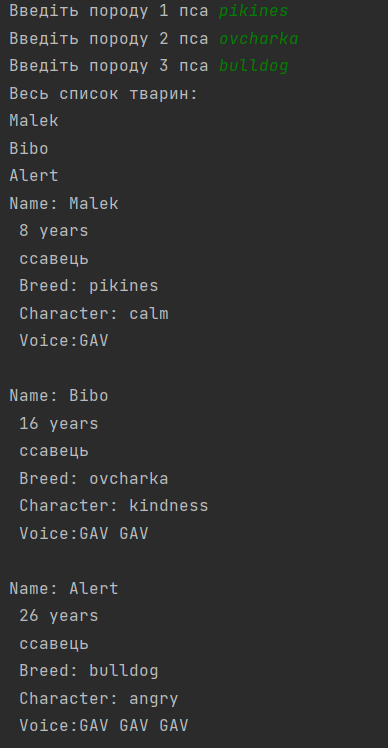 Введіть породу 1 пса pikines
Введіть породу 2 пса ovcharka
Введіть породу 3 пса bulldog
Весь список тварин:
Malek
Bibo
Alert
Name: Malek
8 years
ссавець
Breed: pikines
Character: calm
Voice:GAV
Name: Bibo
16 years
ссавець
Breed: ovcharka
Character: kindness
Voice:GAV GAV
Name: Alert
26 years
ссавець
Breed: bulldog
Character: angry
Voice:GAV GAV GAV